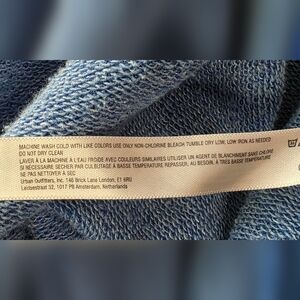 MACHINE WASH COLD WITH LIKE COLORS USE ONLY NON-CHLORINE BLEACH TUMBLE DRY LOW, LOW IRON AS NEEDED
DO NOT DRY CLEAN
LAVER À LA MACHINE À L'EAU FROIDE AVEC COULEURS SIMILAIRES UTILISER UN AGENT DE BLANCHIMENT SANS CHLORE
SI NÉCESSAIRE SÉCHER PAR CULBUTAGE À BASSE TEMPÉRATURE, AU BESOIN, À TRÈS BASSE TEMPÉRATURE
NE PAS NETTOYER À SEC
Urban Outfitters, Inc. 146 Brick Lane London, E1 6RU
Leidsestraat 32, 1017 PB Amsterdam, Netherlands